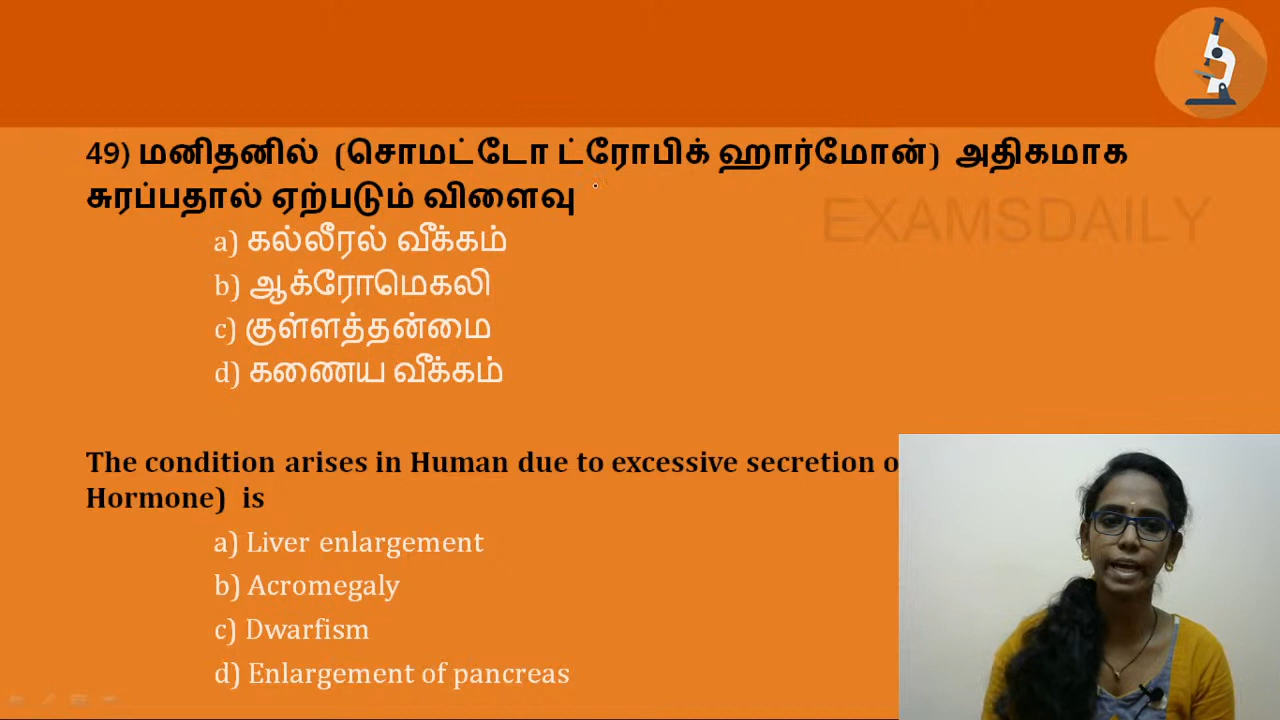 49) மனிதனில் (சொமட்டோ ட்ரோபிக் ஹார்மோன்) அதிகமாக
சுரப்பதால் ஏற்படும் விளைவு
EXAMSDAILY
a) கல்லீரல் வீக்கம்
b) ஆக்ரோமெகலி
c) குள்ளத்தன்மை
d) கணைய வீக்கம்
The condition arises in Human due to excessive secretion o
Hormone) is
a) Liver enlargement
b) Acromegaly
c) Dwarfism
d) Enlargement of pancreas